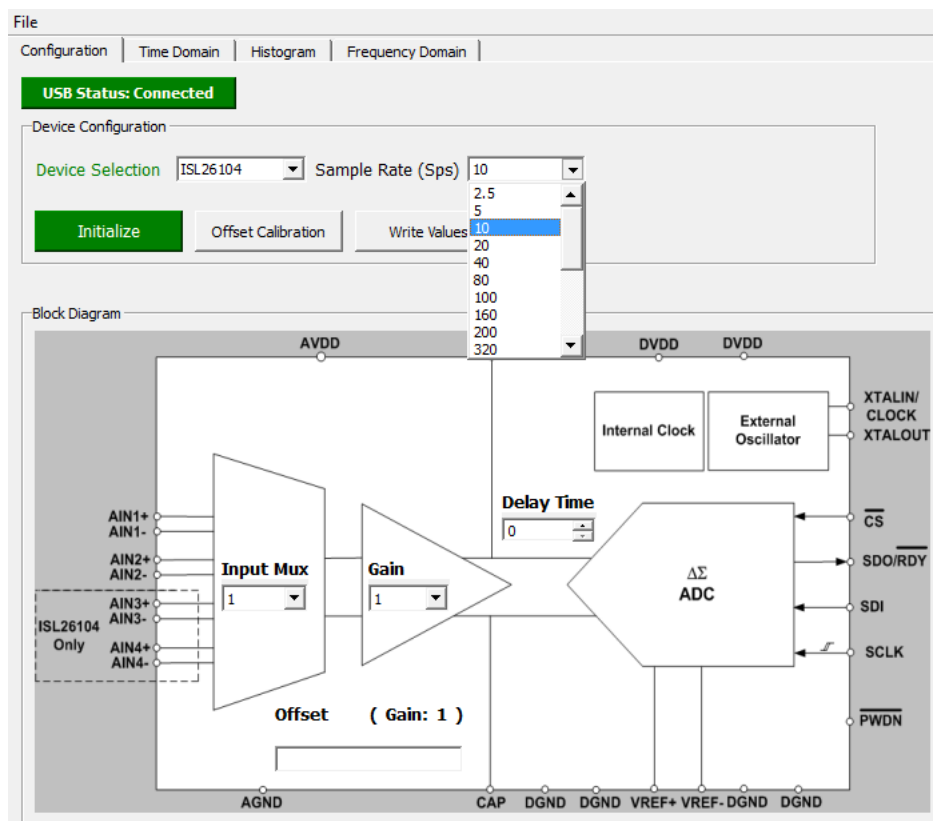 File
Configuration Time Domain Histogram Frequency Domain
USB Status: Connected
Device Configuration
Device Selection ISL26104 Sample Rate (Sps) 10
2.5
5
10
20
40
80
100
160
200
320
Initialize Offset Calibration Write Values
Block Diagram
AVDD DVDD DVDD
XTALIN/
CLOCK
XTALOUT
Internal Clock
External
Oscillator
Delay Time
0
AIN1+
AIN1-
AIN2+
AIN2-
AIN3+
AIN3-
AIN4+
AIN4-
ISL26104
Only
Input Mux
1
Gain
1
ΔΣ
ADC
CS
SDO/RDY
SDI
SCLK
PWDN
Offset ( Gain: 1 )
AGND CAP DGND DGND VREF+ VREF- DGND DGND